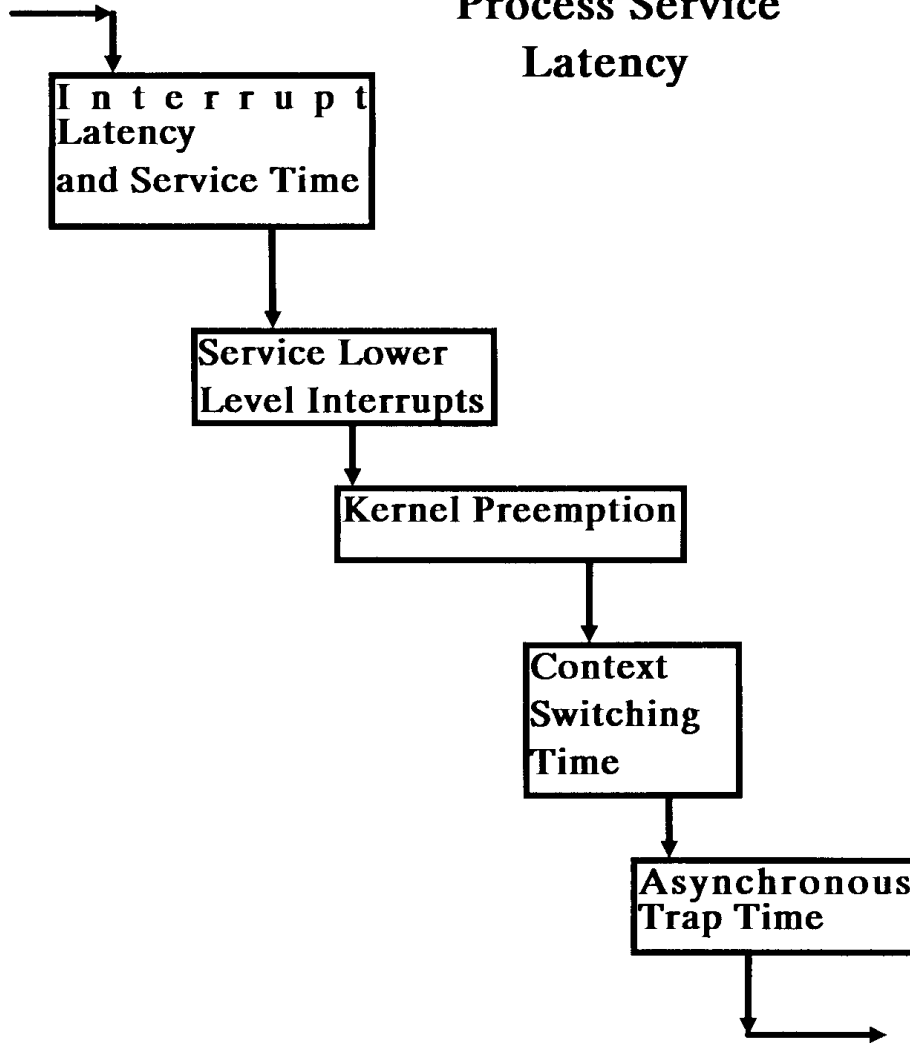 Process Service
Latency
Interrupt
Latency
and Service Time
Service Lower
Level Interrupts
Kernel Preemption
Context
Switching
Time
Asynchronous
Trap Time